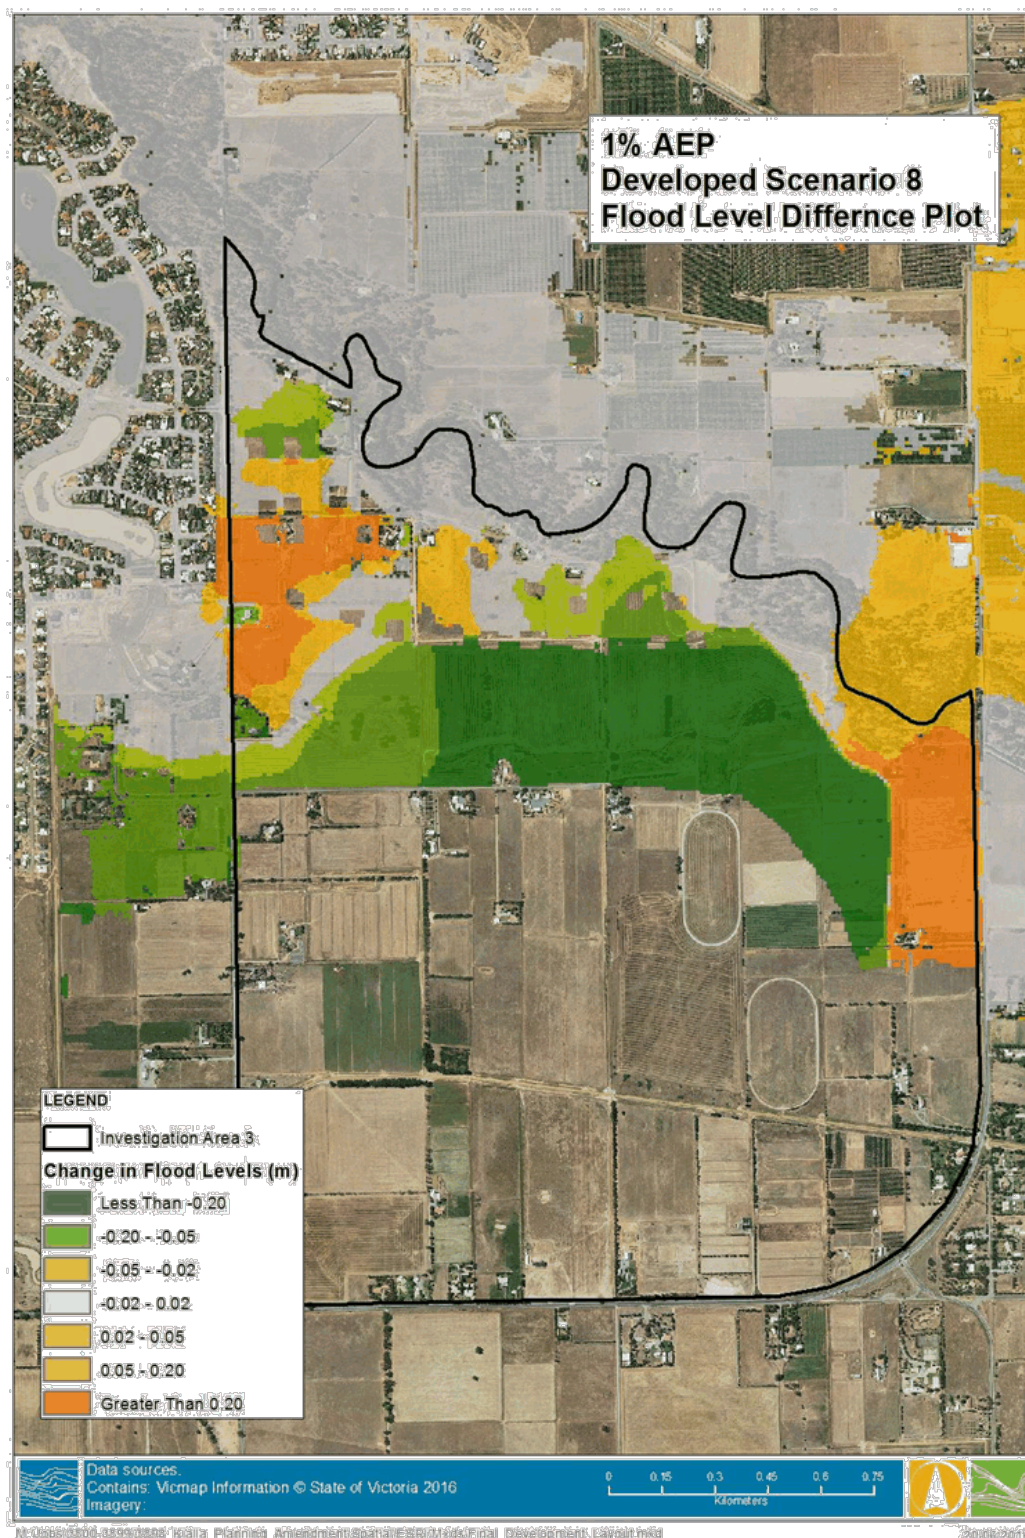 1% AEP
Developed Scenario 8
Flood Level Differnce Plot
LEGEND
Investigation Area 3
Change in Flood Levels (m)
Less Than -0.20
-0.20 - -0.05
-0.05 - -0.02
-0.02 - 0.02
0.02 - 0.05
0.05 - 0.20
Greater Than 0.20
Data sources.
Contains: Vicmap Information © State of Victoria 2016
Imagery:
0 0.15 0.3 0.45 0.6 0.75
Kilometers